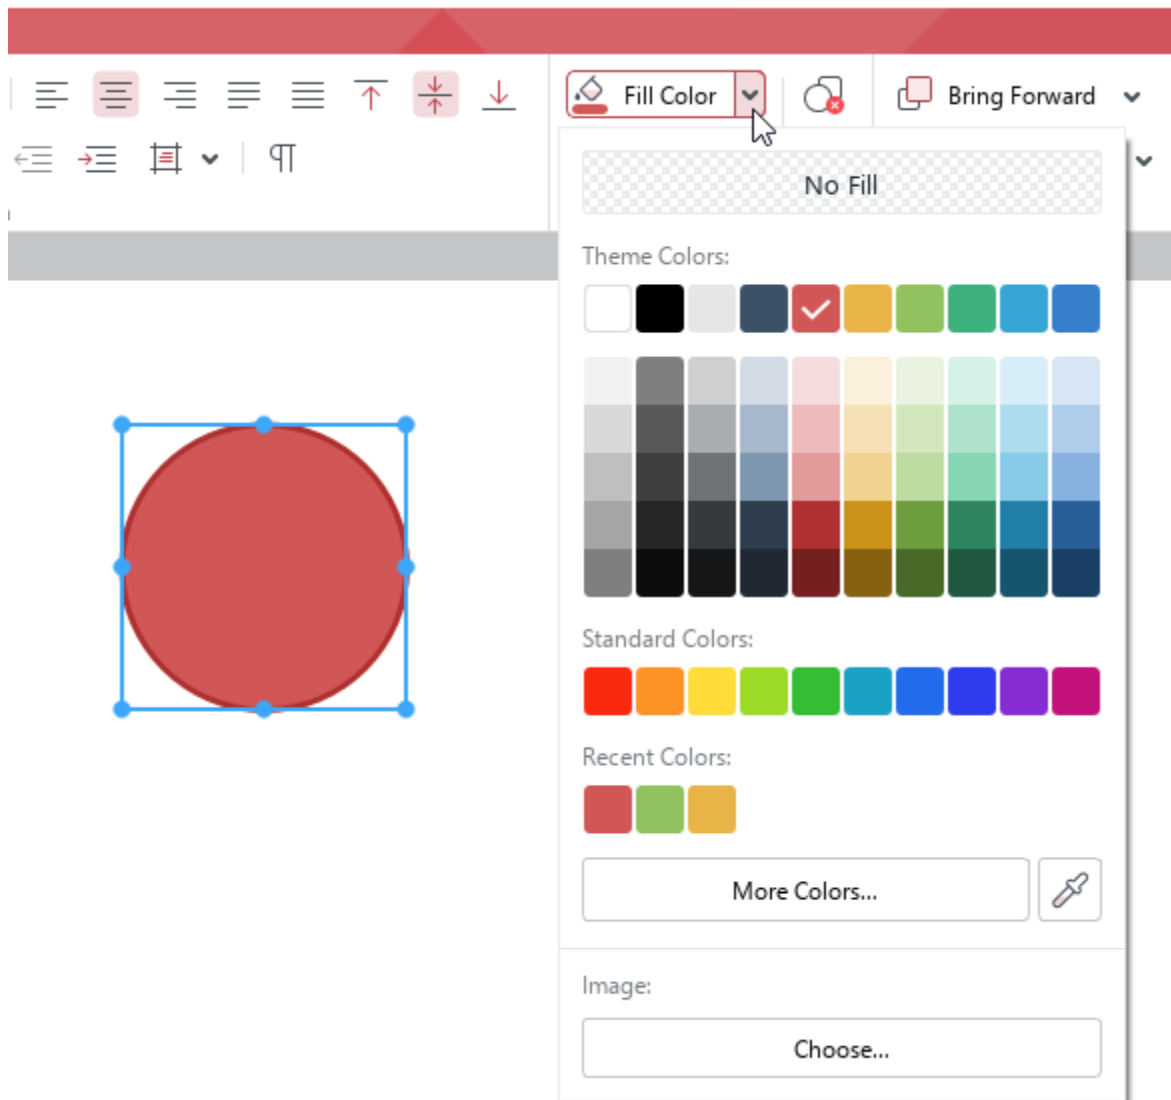 Fill Color
Bring Forward
No Fill
Theme Colors:
Standard Colors:
Recent Colors:
More Colors...
Image:
Choose...